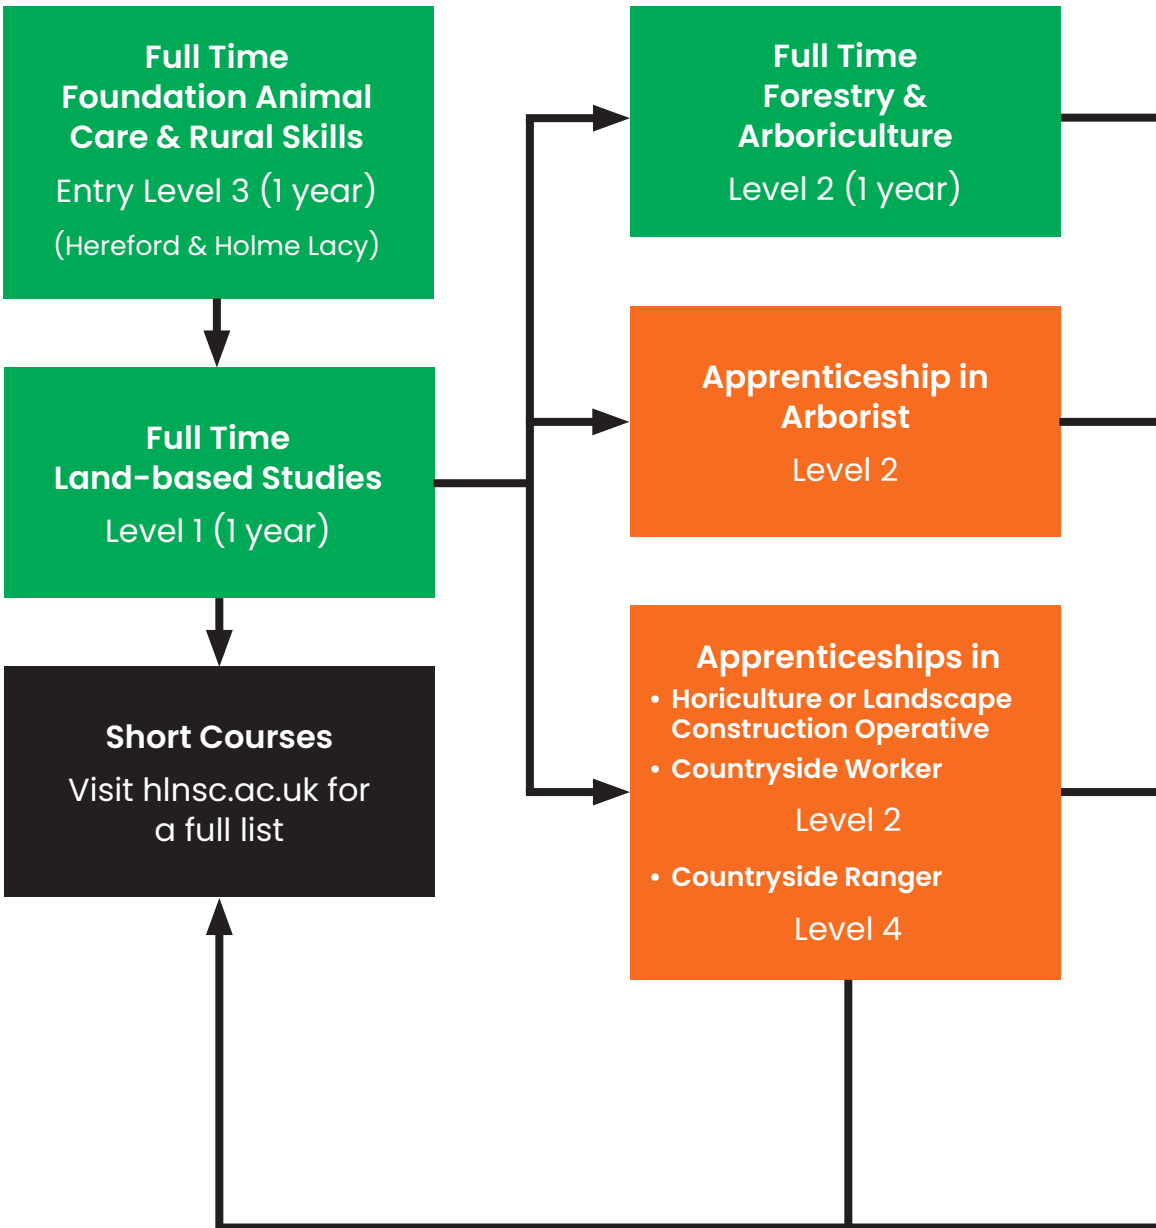 Full Time
Foundation Animal
Care & Rural Skills
Entry Level 3 (1 year)
(Hereford & Holme Lacy)
Full Time
Land-based Studies
Level 1 (1 year)
Short Courses
Visit hlnsc.ac.uk for
a full list
Full Time
Forestry &
Arboriculture
Level 2 (1 year)
Apprenticeship in
Arborist
Level 2
Apprenticeships in
• Horiculture or Landscape
Construction Operative
• Countryside Worker
Level 2
• Countryside Ranger
Level 4